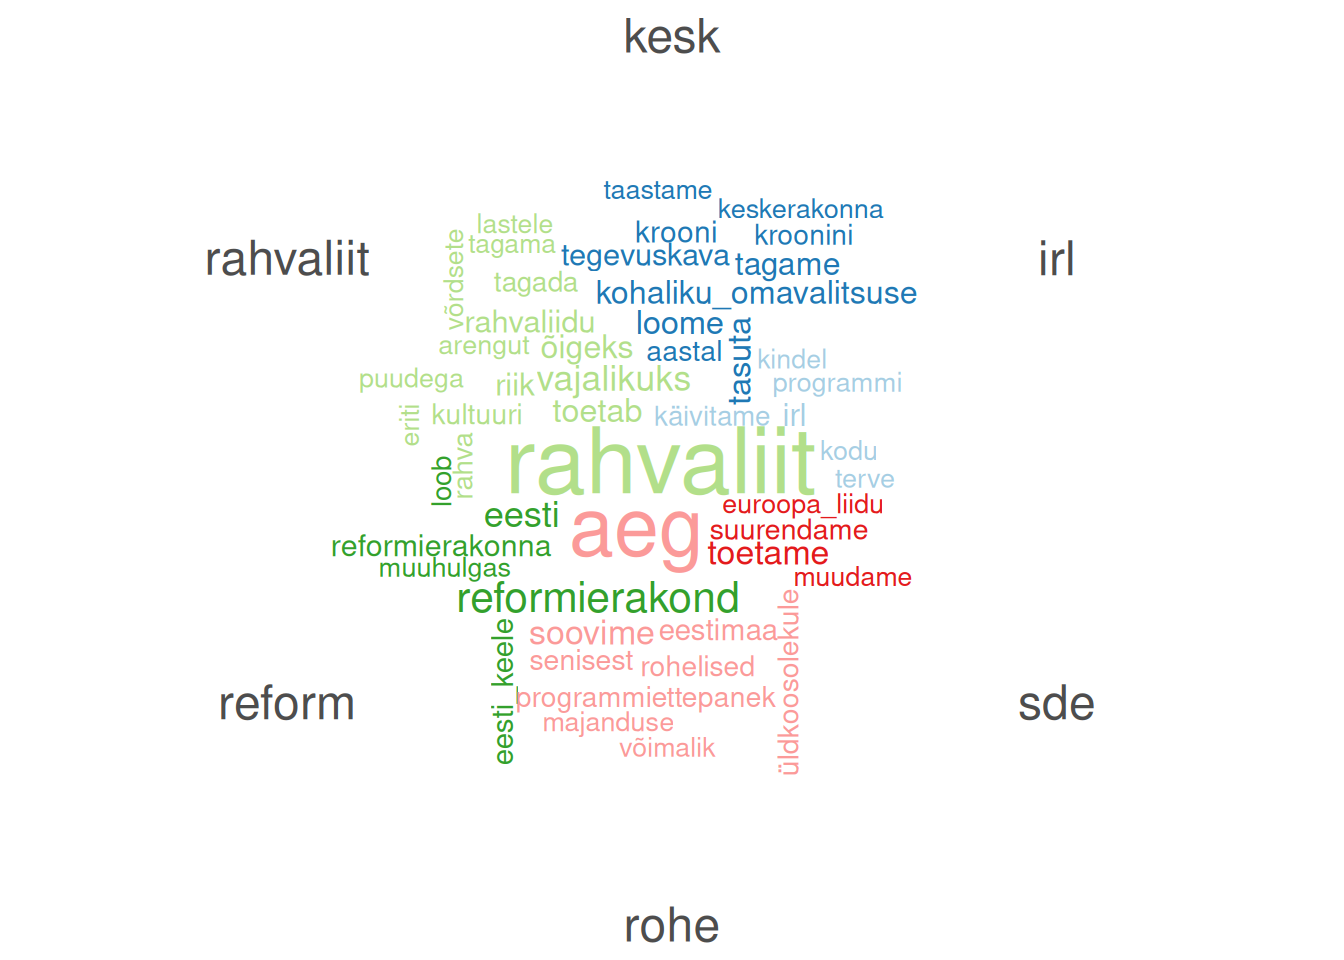 kesk
taastame
keskerakonna
lastele
krooni
kroonini
tagama
tegevuskava
võrdsete
rahvaliit
irl
tagame
tagada
kohaliku_omavalitsuse
rahvaliidu
loome
arengut
õigeks
aastal
tasuta
kindel
puudega
riik
vajalikuks
programmi
eriti
kultuuri
toetab
käivitame
irl
rahvaliit
kodu
loob
rahva
terve
eesti
aeg
euroopa_liidu
suurendame
reformierakonna
toetame
muuhulgas
muudame
reformierakond
soovime
eestimaa
üldkoosolekule
eesti_keele
senisest
rohelised
reform
programmiettepanek
sde
majanduse
võimalik
rohe